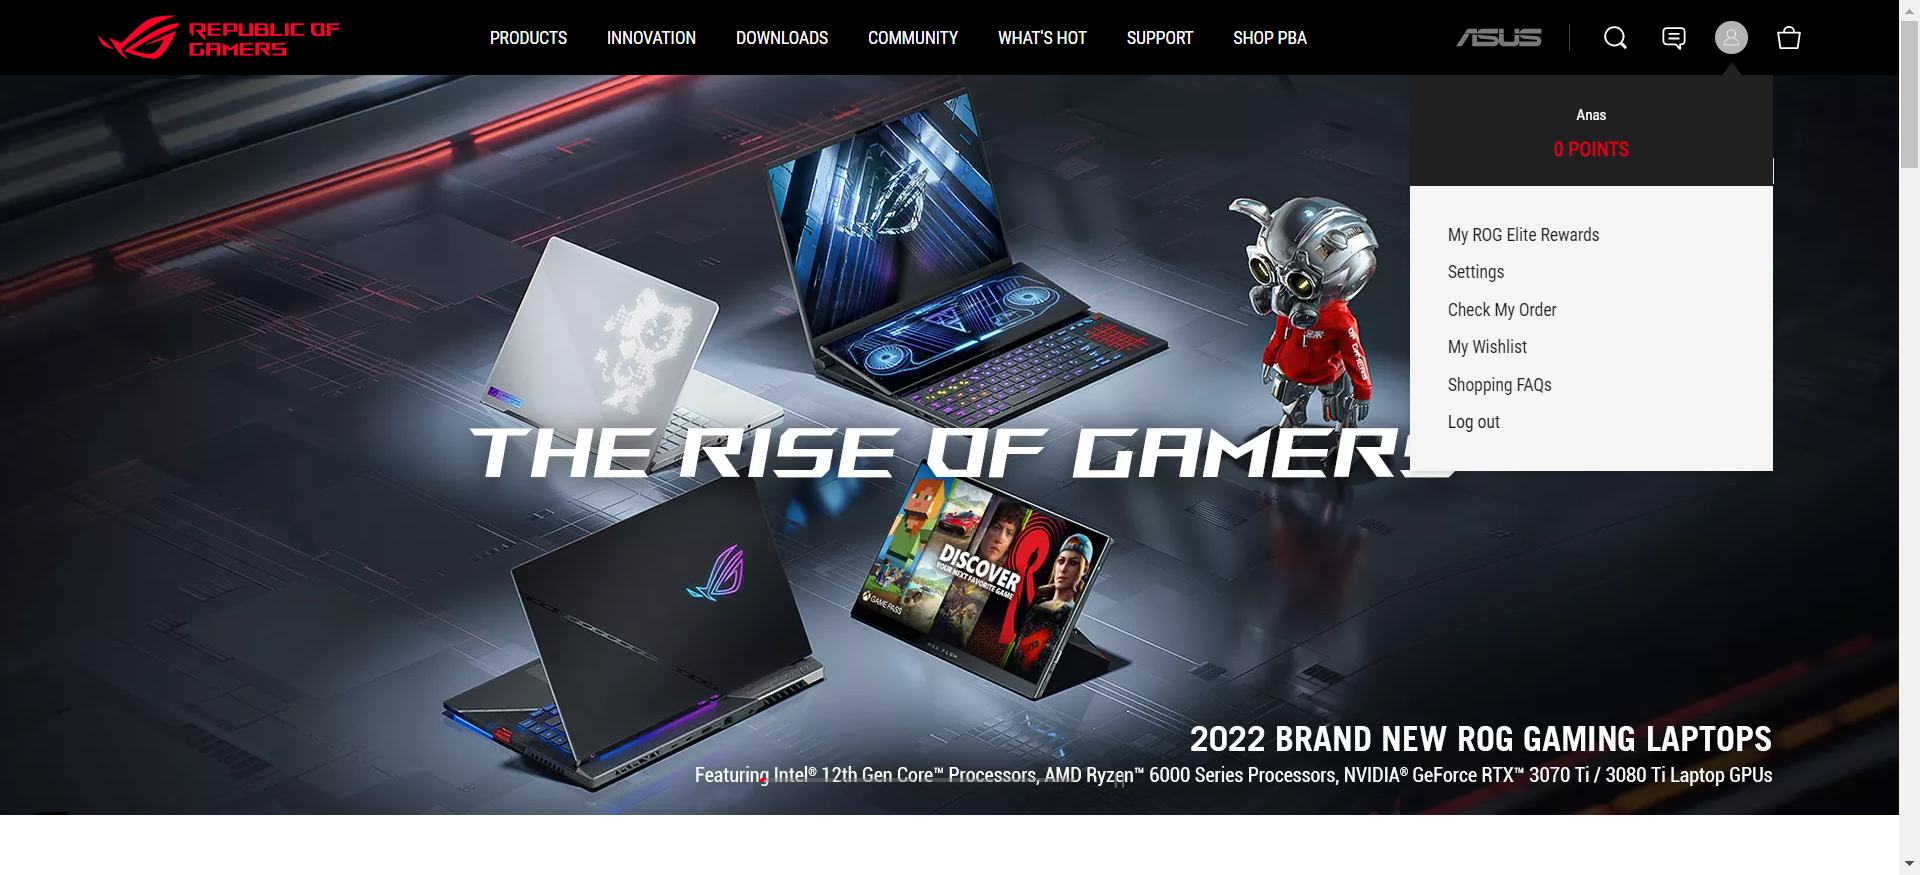 REPUBLIC OF
GAMERS
PRODUCTS
INNOVATION
DOWNLOADS
COMMUNITY
WHAT'S HOT
SUPPORT
SHOP PBA
ASUS
Anas
0 POINTS
My ROG Elite Rewards
Settings
Check My Order
My Wishlist
Shopping FAQs
Log out
THE RISE OF GAMERS
DISCOVER
YOUR NEXT FAVORITE GAME
GAME PASS
ROG FLOW
2022 BRAND NEW ROG GAMING LAPTOPS
Featuring Intel® 12th Gen Core™ Processors, AMD Ryzen™ 6000 Series Processors, NVIDIA® GeForce RTX™ 3070 Ti / 3080 Ti Laptop GPUs